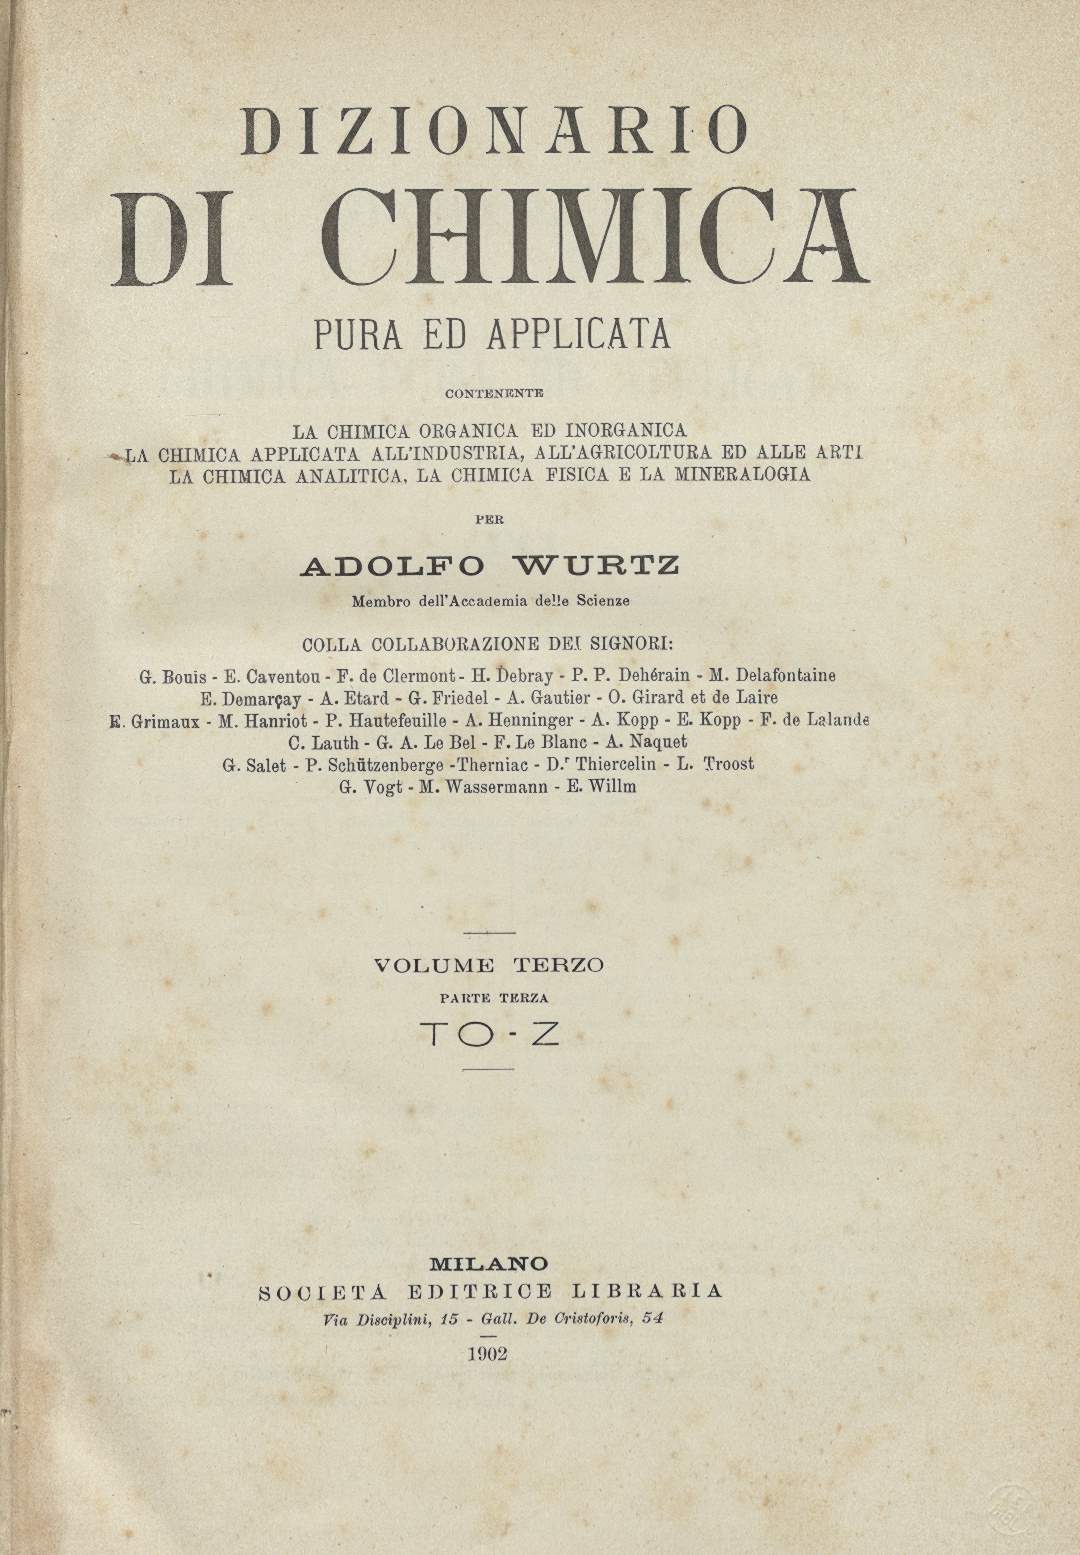 DIZIONARIO
DI CHIMICA
PURA ED APPLICATA
CONTENENTE
LA CHIMICA ORGANICA ED INORGANICA
LA CHIMICA APPLICATA ALL'INDUSTRIA, ALL'AGRICOLTURA ED ALLE ARTI
LA CHIMICA ANALITICA, LA CHIMICA FISICA E LA MINERALOGIA
PER
ADOLFO WURTZ
Membro dell'Accademia delle Scienze
COLLA COLLABORAZIONE DEI SIGNORI:
G. Bouis - E. Caventou - F. de Clermont - H. Debray - P. P. Dehérain - M. Delafontaine
E. Demarçay - A. Etard - G. Friedel - A. Gautier - O. Girard et de Laire
E. Grimaux - M. Hanriot - P. Hautefeuille - A. Henninger - A. Kopp - E. Kopp - F. de Lalande
C. Lauth - G. A. Le Bel - F. Le Blanc - A. Naquet
G. Salet - P. Schützenberge -Therniac - D.r Thiercelin - L. Troost
G. Vogt - M. Wassermann - E. Willm
VOLUME TERZO
PARTE TERZA
TO - Z
MILANO
SOCIETÀ EDITRICE LIBRARIA
Via Disciplini, 15 - Gall. De Cristoforis, 54
1902